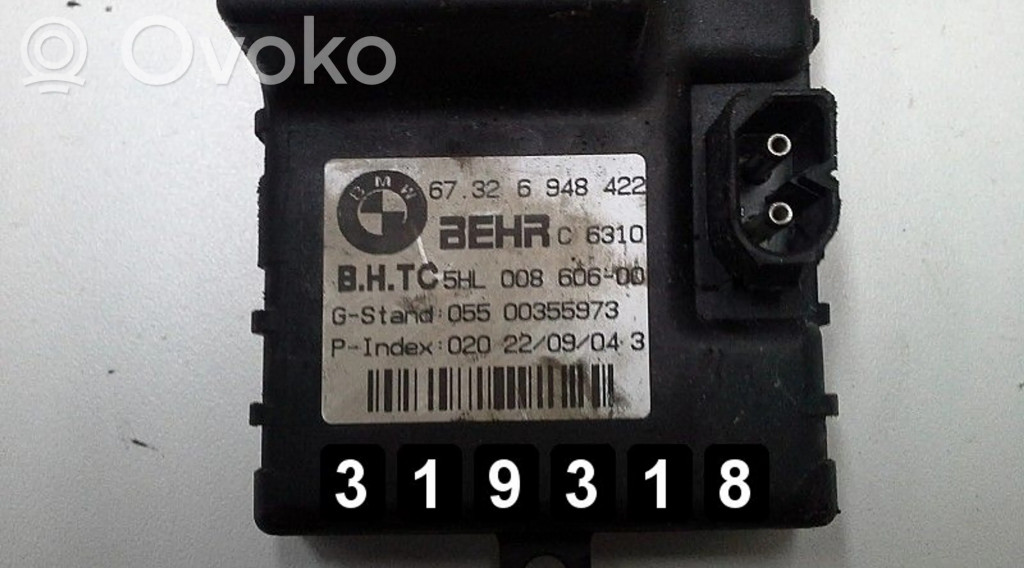 Ovoko
BMW
67.32 6 948 422
BEHR C 6310
B.H.TC 5HL 008 606-00
G-Stand:055 00355973
P-Index:020 22/09/04 3
3 1 9 3 1 8